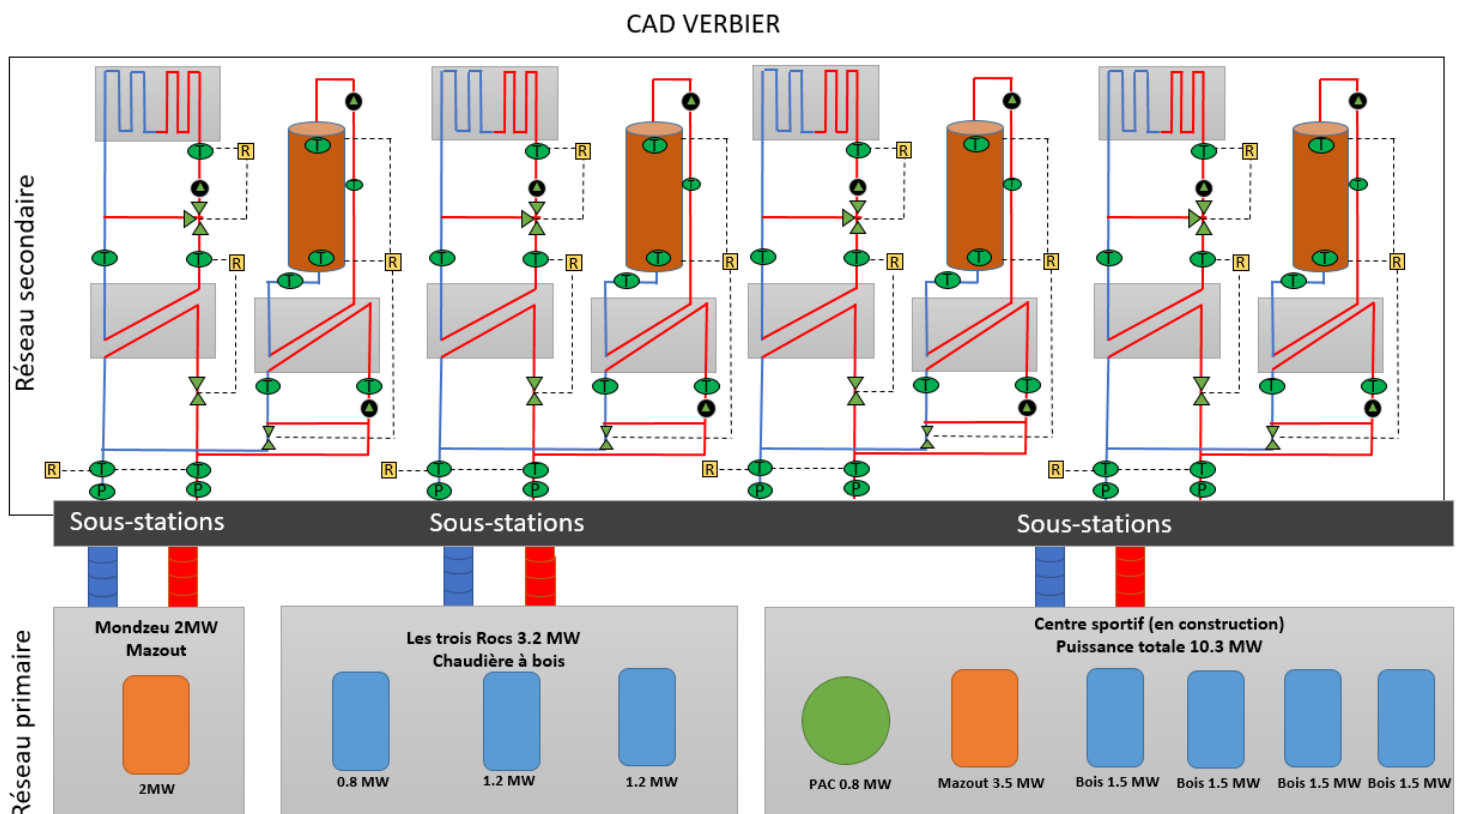 CAD VERBIER
Réseau secondaire
T R T
T R T
T R T
T R T
T T R T R
T T R T R
T T R T R
T T R T R
T
T
T
T
T T
T T
T T
T T
R T T
R T T
R T T
R T T
P P
P P
P P
P P
Sous-stations
Sous-stations
Sous-stations
Réseau primaire
Mondzeu 2MW
Mazout
2MW
Les trois Rocs 3.2 MW
Chaudière à bois
0.8 MW
1.2 MW
1.2 MW
Centre sportif (en construction)
Puissance totale 10.3 MW
PAC 0.8 MW
Mazout 3.5 MW
Bois 1.5 MW
Bois 1.5 MW
Bois 1.5 MW
Bois 1.5 MW